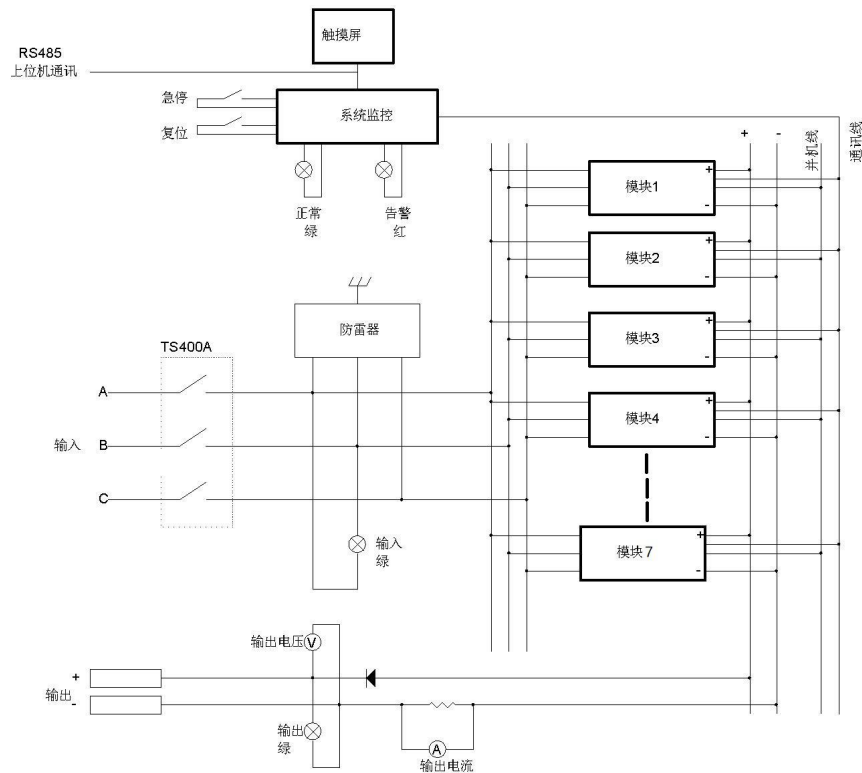 触摸屏
RS485
上位机通讯
急停
系统监控
复位
+
-
并机线
通讯线
正常
绿
告警
红
模块1
+
-
模块2
+
-
防雷器
模块3
+
-
TS400A
A
模块4
+
-
输入
B
C
输入
绿
模块7
+
-
输出电压
V
+
输出
-
输出
绿
A
输出电流